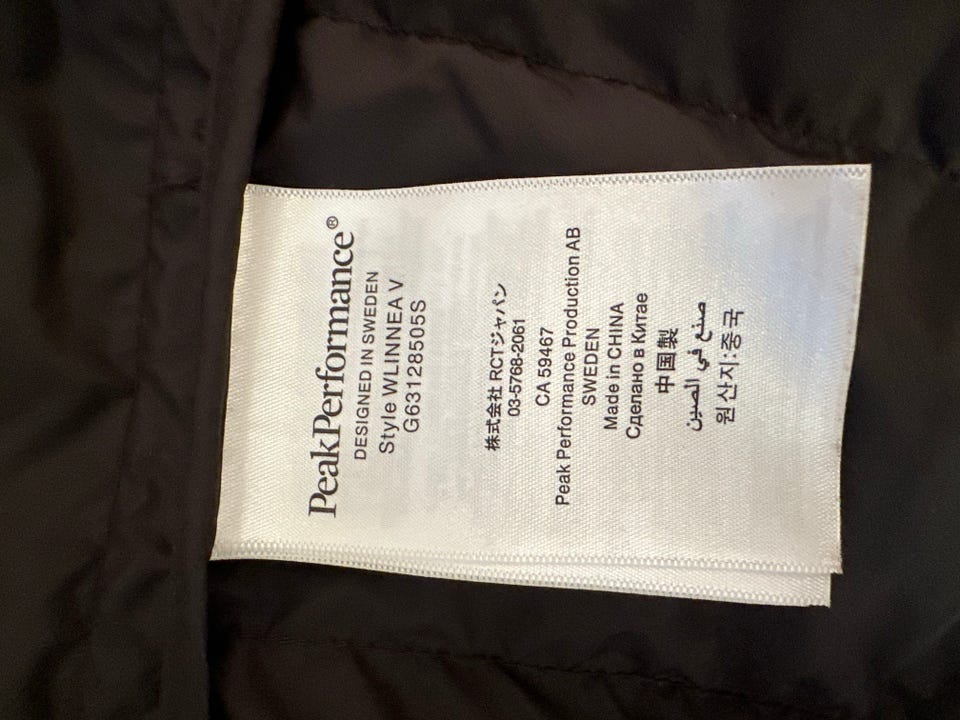 PeakPerformance®
DESIGNED IN SWEDEN
Style WLINNEA V
G63128505S
株式会社 RCTジャパン
03-5768-2061
CA 59467
Peak Performance Production AB
SWEDEN
Made in CHINA
Сделано в Китае
中国製
صنع في الصين
원산지:중국